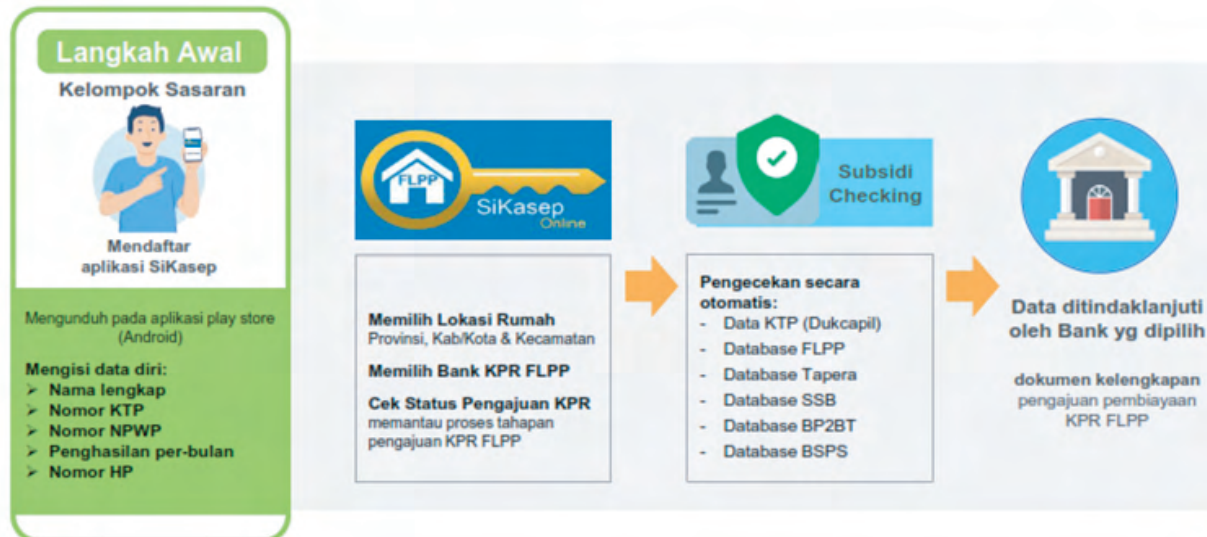 Langkah Awal
Kelompok Sasaran
Mendaftar
aplikasi SiKasep
Mengunduh pada aplikasi play store
(Android)
Mengisi data diri:
➢ Nama lengkap
➢ Nomor KTP
➢ Nomor NPWP
➢ Penghasilan per-bulan
➢ Nomor HP
FLPP
SiKasep
Online
Memilih Lokasi Rumah
Provinsi, Kab/Kota & Kecamatan
Memilih Bank KPR FLPP
Cek Status Pengajuan KPR
memantau proses tahapan
pengajuan KPR FLPP
Subsidi
Checking
Pengecekan secara
otomatis:
- Data KTP (Dukcapil)
- Database FLPP
- Database Tapera
- Database SSB
- Database BP2BT
- Database BSPS
Data ditindaklanjuti
oleh Bank yg dipilih
dokumen kelengkapan
pengajuan pembiayaan
KPR FLPP